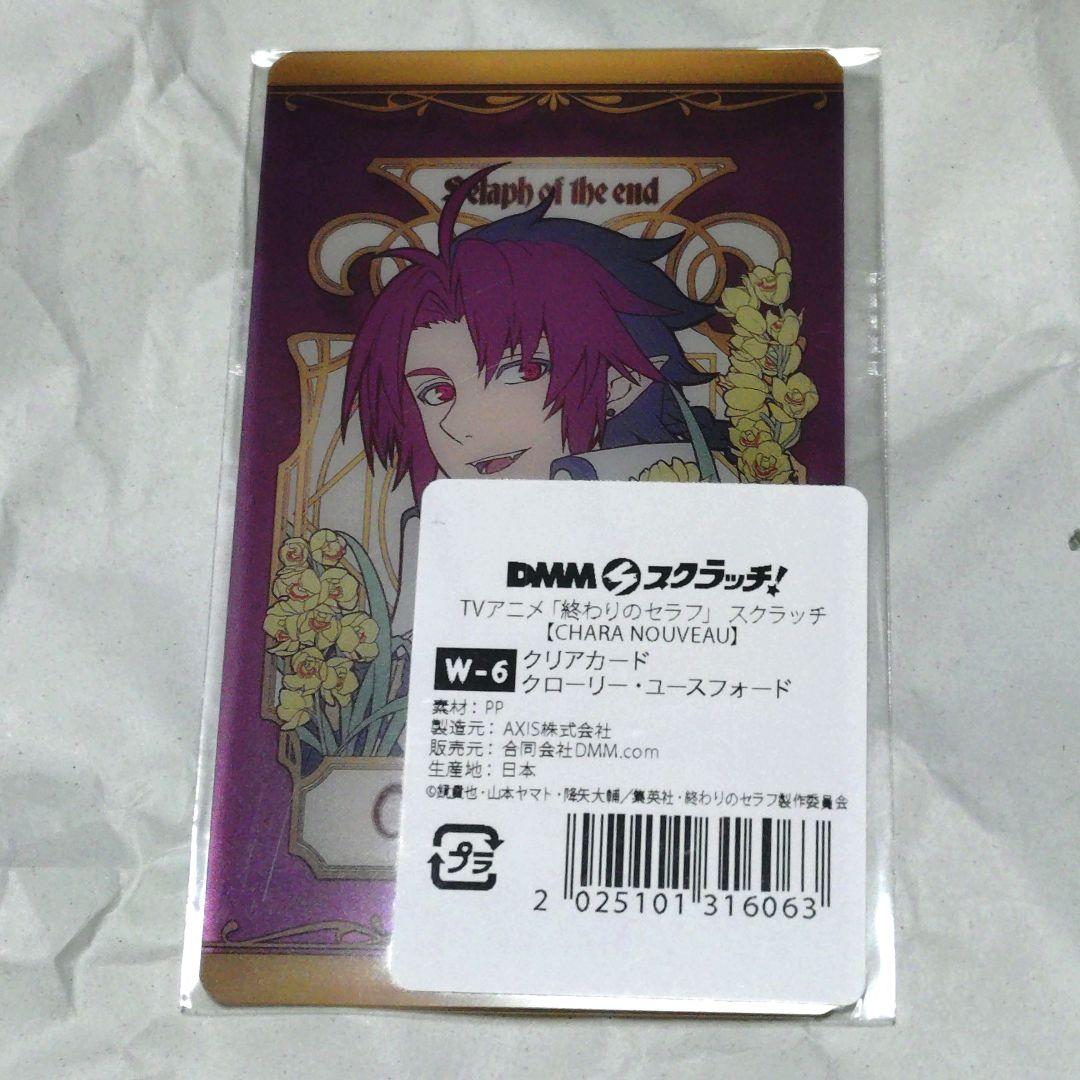 Seraph of the end
DMM スクラッチ!
TVアニメ「終わりのセラフ」 スクラッチ
【CHARA NOUVEAU】
W-6 クリアカード
クローリー・ユースフォード
素材: PP
製造元: AXIS株式会社
販売元: 合同会社DMM.com
生産地: 日本
©鏡貴也・山本ヤマト・降矢大輔/集英社・終わりのセラフ製作委員会
プラ
2 025101 316063
C